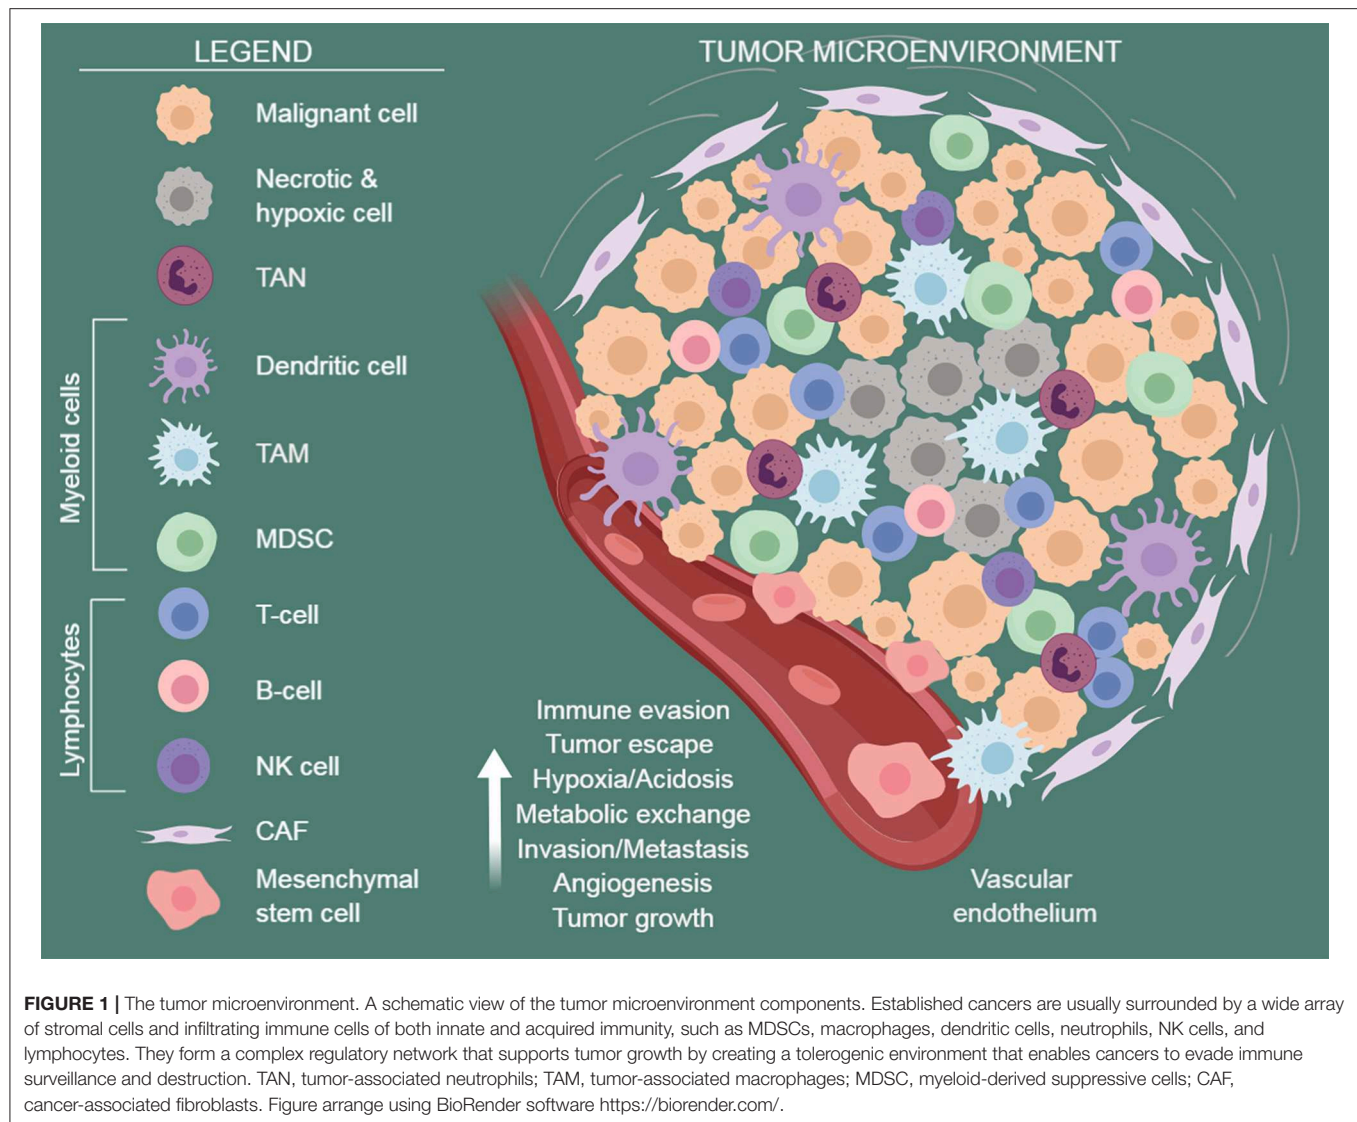 LEGEND
Malignant cell
Necrotic &
hypoxic cell
TAN
Myeloid cells
Dendritic cell
TAM
MDSC
Lymphocytes
T-cell
B-cell
NK cell
CAF
Mesenchymal
stem cell
TUMOR MICROENVIRONMENT
Immune evasion
Tumor escape
Hypoxia/Acidosis
Metabolic exchange
Invasion/Metastasis
Angiogenesis
Tumor growth
Vascular
endothelium
FIGURE 1 | The tumor microenvironment. A schematic view of the tumor microenvironment components. Established cancers are usually surrounded by a wide array
of stromal cells and infiltrating immune cells of both innate and acquired immunity, such as MDSCs, macrophages, dendritic cells, neutrophils, NK cells, and
lymphocytes. They form a complex regulatory network that supports tumor growth by creating a tolerogenic environment that enables cancers to evade immune
surveillance and destruction. TAN, tumor-associated neutrophils; TAM, tumor-associated macrophages; MDSC, myeloid-derived suppressive cells; CAF,
cancer-associated fibroblasts. Figure arrange using BioRender software https://biorender.com/.